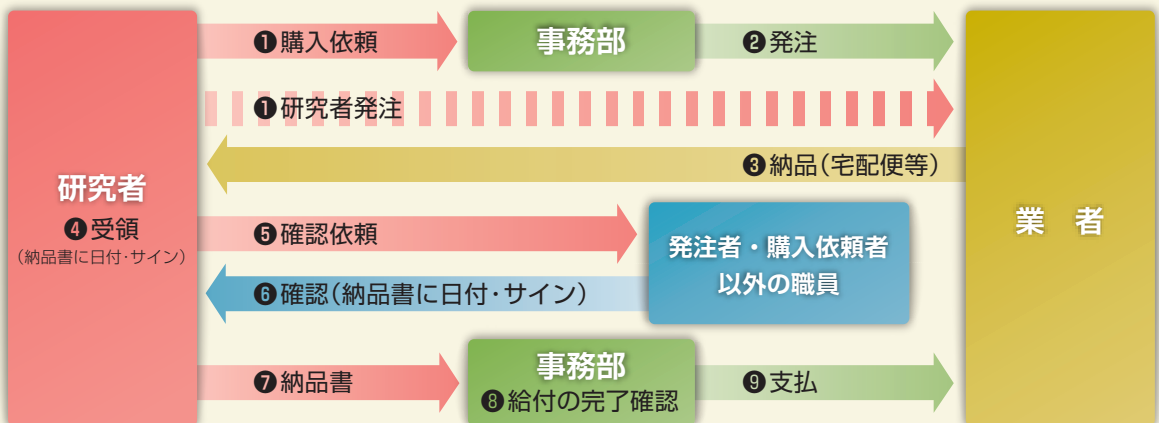 ❶購入依頼
事務部
❷発注
❶研究者発注
❸納品(宅配便等)
研究者
❹受領
(納品書に日付・サイン)
❺確認依頼
発注者・購入依頼者
以外の職員
❻確認(納品書に日付・サイン)
業 者
❼納品書
事務部
❽給付の完了確認
❾支払